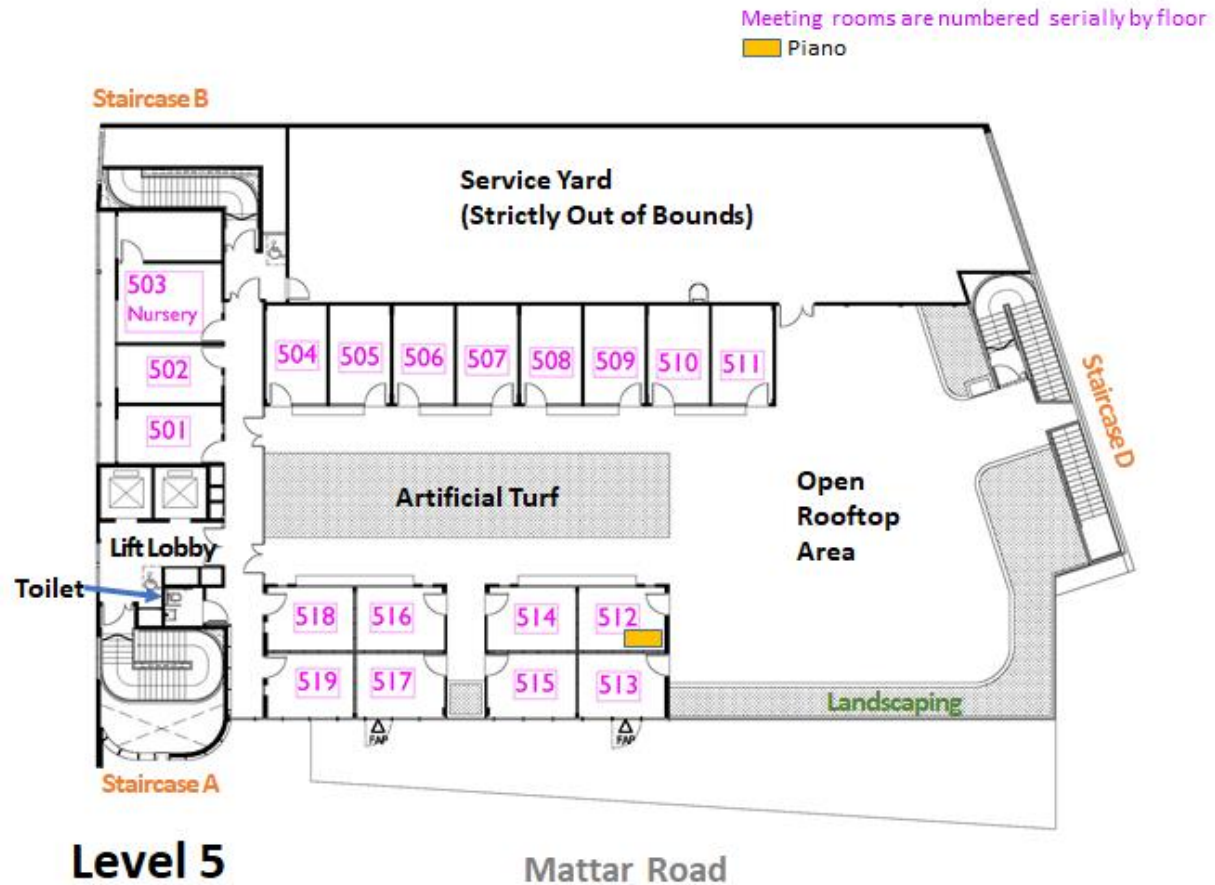 Meeting rooms are numbered serially by floor
Piano
Staircase B
Service Yard
(Strictly Out of Bounds)
503
Nursery
504
505
506
507
508
509
510
511
502
501
Staircase D
Artificial Turf
Open
Rooftop
Area
Lift Lobby
Toilet
518
516
514
512
519
517
515
513
Landscaping
FAP
FAP
Staircase A
Level 5
Mattar Road